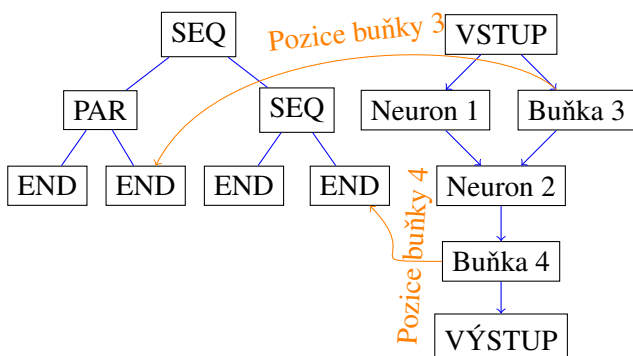 SEQ
Pozice buňky 3
VSTUP
PAR
SEQ
Neuron 1
Buňka 3
END
END
END
END
Neuron 2
Pozice buňky 4
Buňka 4
VÝSTUP